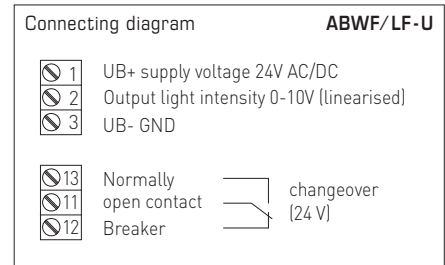 Connecting diagram ABWF/LF-U
1 UB+ supply voltage 24V AC/DC
2 Output light intensity 0-10V (linearised)
3 UB- GND
13 Normally
11 open contact
12 Breaker
changeover
(24 V)